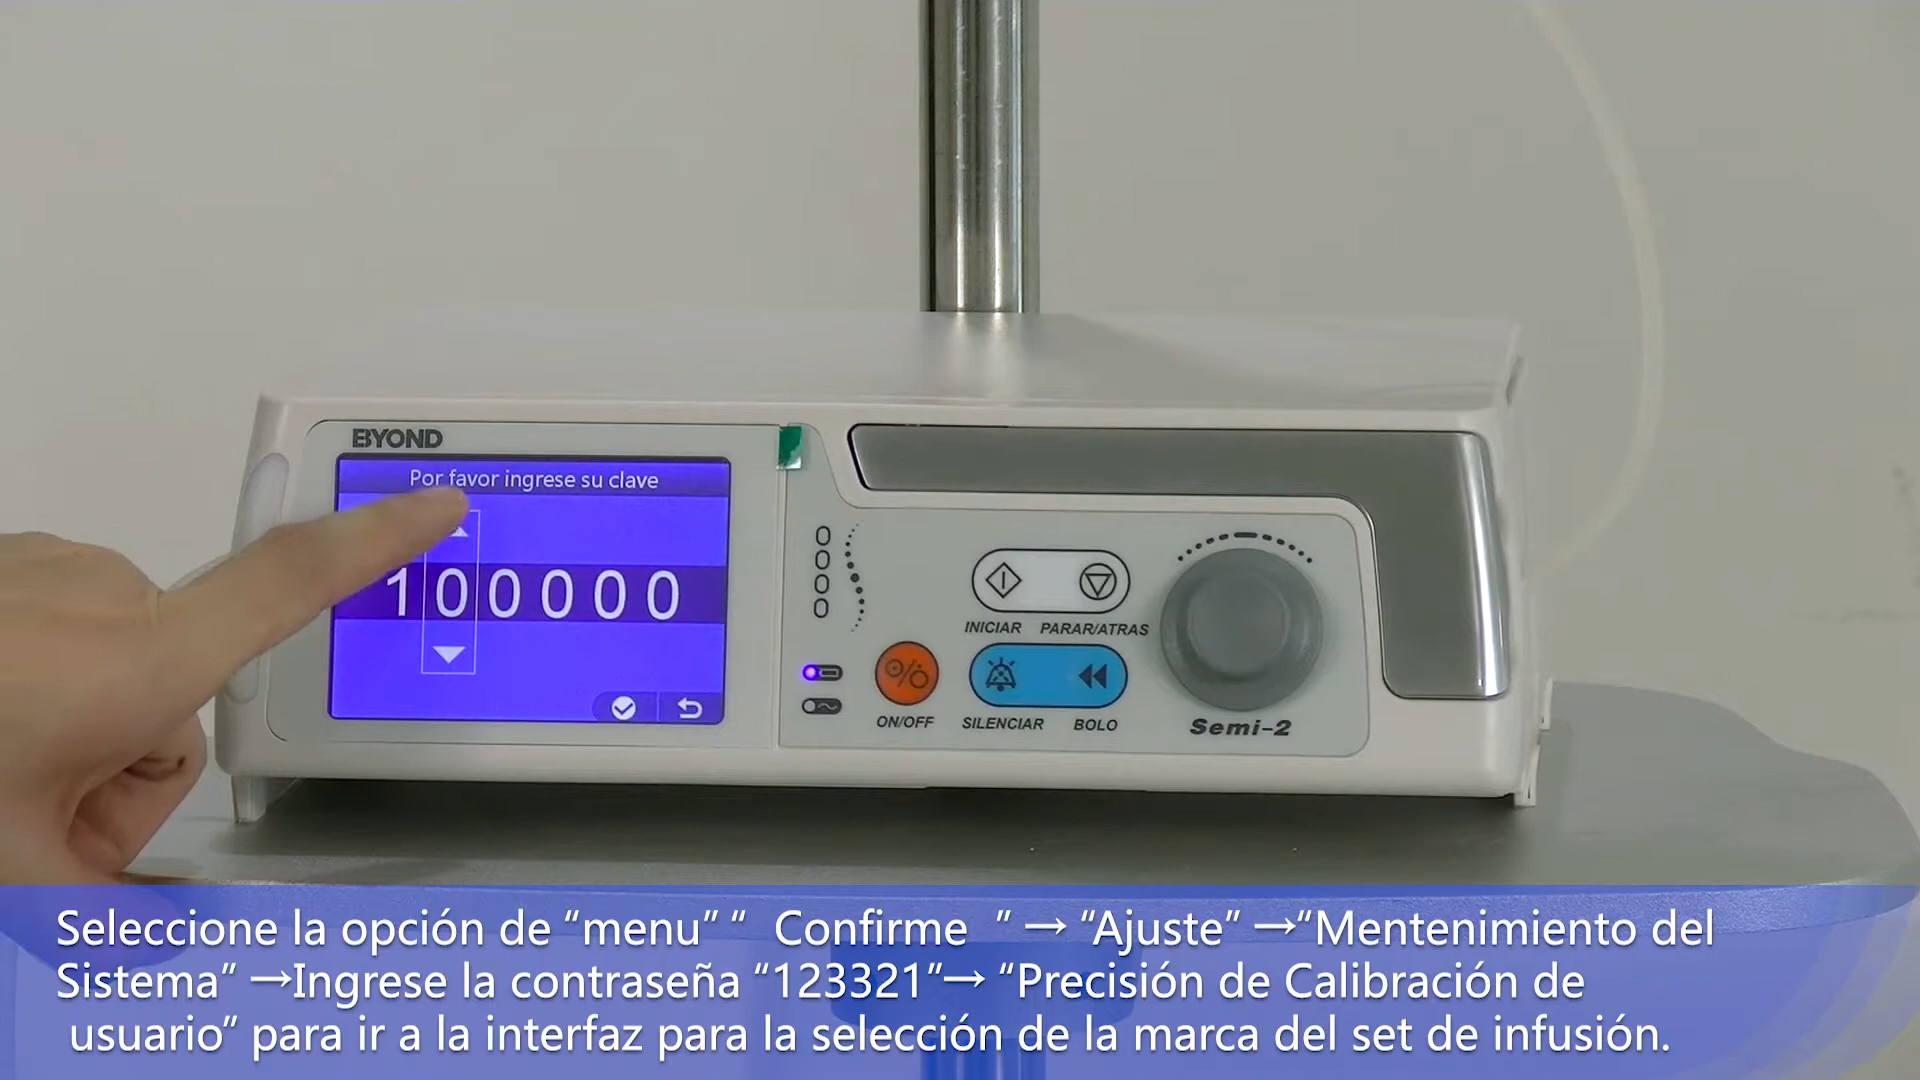 BYOND
Por favor ingrese su clave
100000
INICIAR PARAR/ATRAS
ON/OFF SILENCIAR BOLO
Semi-2
Seleccione la opción de “menu” “ Confirme ” → “Ajuste” →“Mentenimiento del
Sistema” →Ingrese la contraseña “123321”→ “Precisión de Calibración de
usuario” para ir a la interfaz para la selección de la marca del set de infusión.